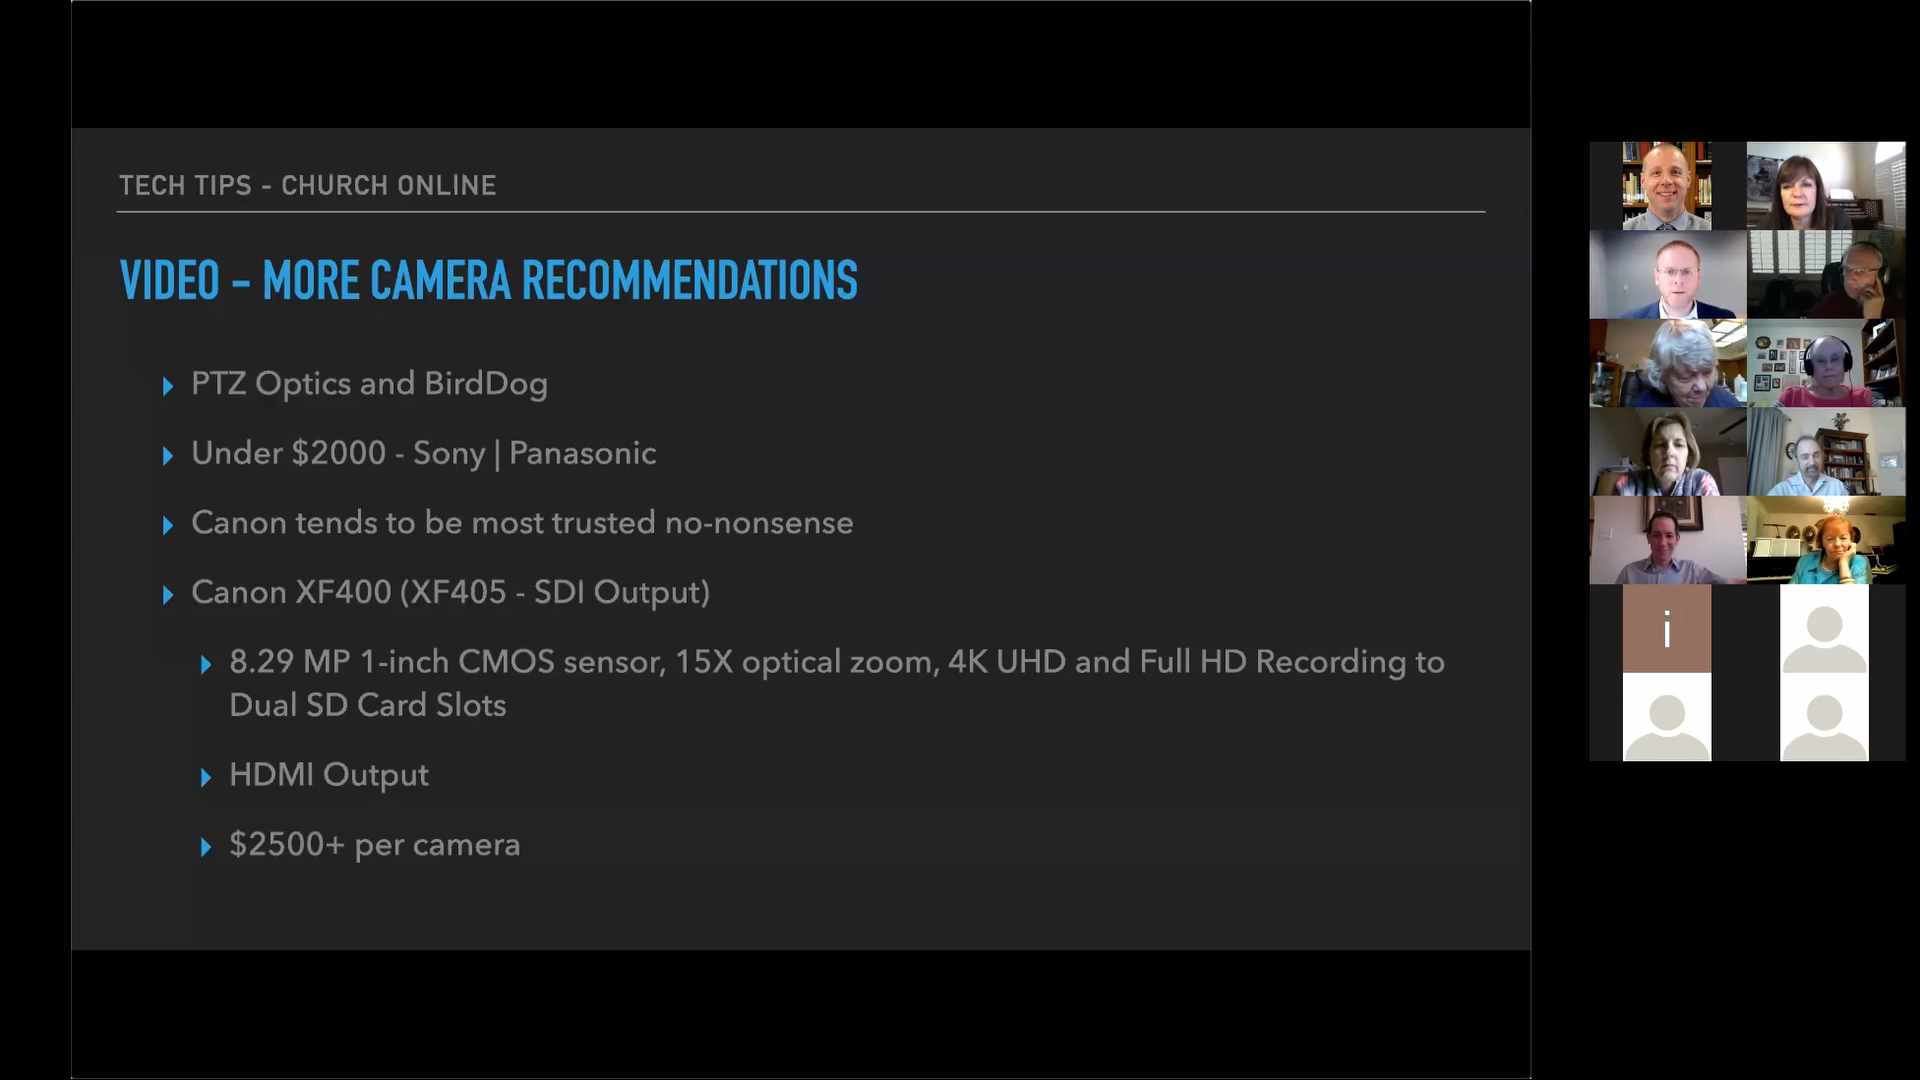 TECH TIPS - CHURCH ONLINE
VIDEO - MORE CAMERA RECOMMENDATIONS
PTZ Optics and BirdDog
Under $2000 - Sony | Panasonic
Canon tends to be most trusted no-nonsense
Canon XF400 (XF405 - SDI Output)
8.29 MP 1-inch CMOS sensor, 15X optical zoom, 4K UHD and Full HD Recording to
Dual SD Card Slots
HDMI Output
$2500+ per camera
i